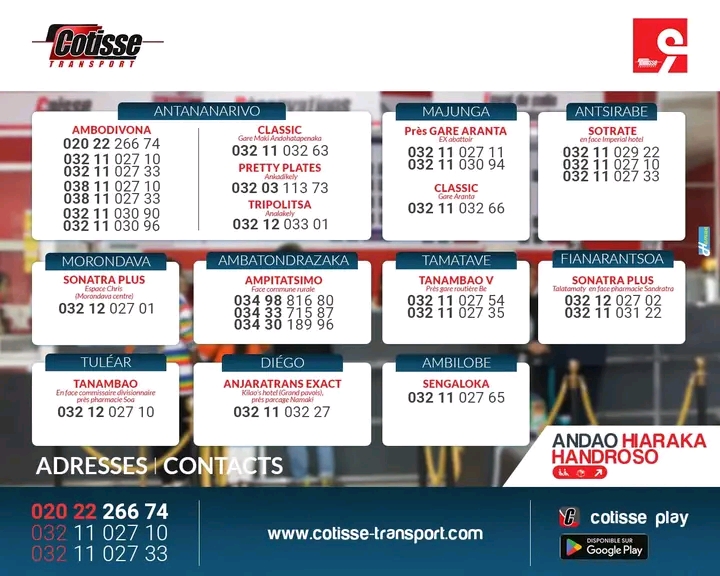 Cotisse
TRANSPORT
ANTANANARIVO
AMBODIVONA
020 22 266 74
032 11 027 10
032 11 027 33
038 11 027 10
038 11 027 33
032 11 030 90
032 11 030 96
CLASSIC
Gare Maki Andohatapenaka
032 11 032 63
PRETTY PLATES
Ankadikely
032 03 113 73
TRIPOLITSA
Analakely
032 12 033 01
MAJUNGA
Près GARE ARANTA
EX abattoir
032 11 027 11
032 11 030 94
CLASSIC
Gare Aranta
032 11 032 66
ANTSIRABE
SOTRATE
en face Imperial hotel
032 11 029 22
032 11 027 10
032 11 027 33
MORONDAVA
SONATRA PLUS
Espace Chris
(Morondava centre)
032 12 027 01
AMBATONDRAZAKA
AMPITATSIMO
Face commune rurale
034 98 816 80
034 33 715 87
034 30 189 96
TAMATAVE
TANAMBAO V
Près gare routière Be
032 11 027 54
032 11 027 35
FIANARANTSOA
SONATRA PLUS
Talatamaty en face pharmacie Sandratra
032 12 027 02
032 11 031 22
TULÉAR
TANAMBAO
En face commissaire divisionnaire
près pharmacie Soa
032 12 027 10
DIÉGO
ANJARATRANS EXACT
Kilao's hotel (Grand pavois),
près parcage Namaki
032 11 032 27
AMBILOBE
SENGALOKA
032 11 027 65
ADRESSES | CONTACTS
ANDAO HIARAKA
HANDROSO
020 22 266 74
032 11 027 10
032 11 027 33
www.cotisse-transport.com
cotisse play
DISPONIBLE SUR
Google Play